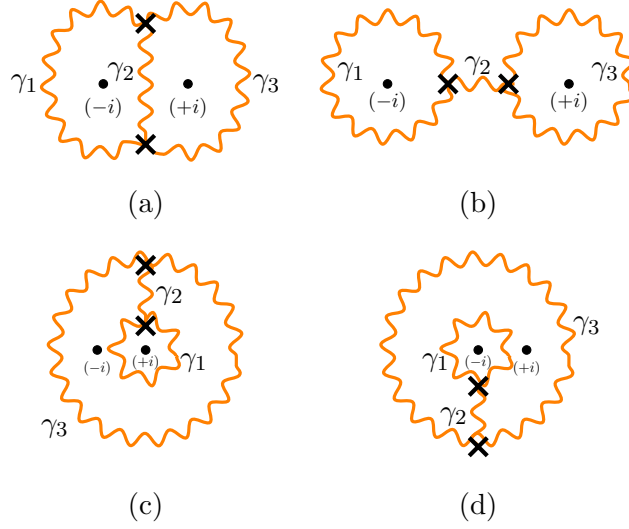 γ₁ γ₂ γ₃
(−i) (+i)
(a)
γ₁ γ₂ γ₃
(−i) (+i)
(b)
γ₂
γ₁
(−i) (+i)
γ₃
(c)
γ₃
γ₁
(−i) (+i)
γ₂
(d)